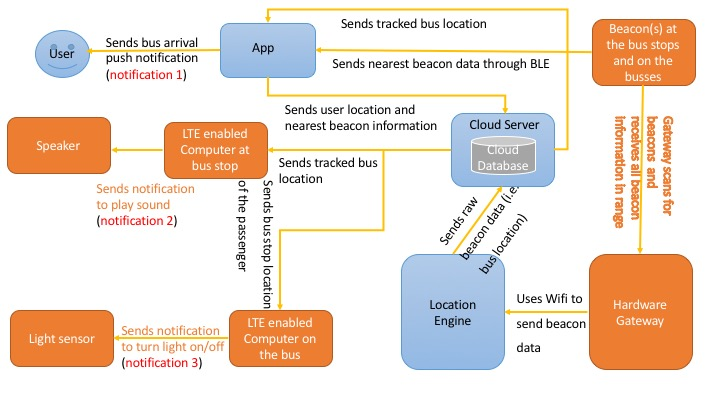 Sends tracked bus location
User
Sends bus arrival
push notification
(notification 1)
App
Sends nearest beacon data through BLE
Beacon(s) at
the bus stops
and on the
busses
Sends user location and
nearest beacon information
Cloud Server
Cloud
Database
Speaker
LTE enabled
Computer at
bus stop
Sends tracked bus
location
Sends notification
to play sound
(notification 2)
Sends bus stop location
of the passenger
Sends raw
beacon data (i.e.
bus location)
Gateway scans for
beacons and
receives all beacon
information in range
Light sensor
Sends notification
to turn light on/off
(notification 3)
LTE enabled
Computer on
the bus
Location
Engine
Uses Wifi to
send beacon
data
Hardware
Gateway